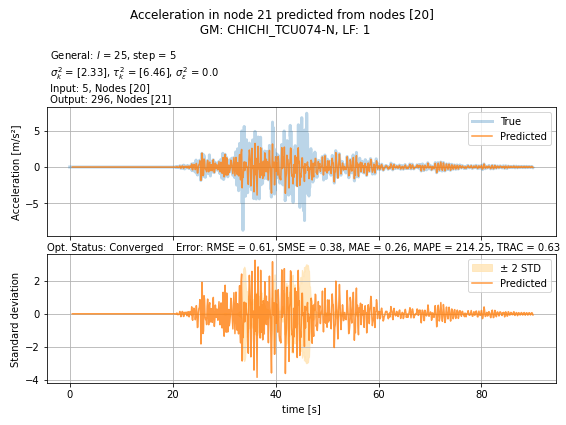 Acceleration in node 21 predicted from nodes [20]
GM: CHICHI_TCU074-N, LF: 1
General: l = 25, step = 5
σ²ₖ = [2.33], τ²ₖ = [6.46], σ²ε = 0.0
Input: 5, Nodes [20]
Output: 296, Nodes [21]
Acceleration [m/s²]
5
0
−5
True
Predicted
Opt. Status: Converged Error: RMSE = 0.61, SMSE = 0.38, MAE = 0.26, MAPE = 214.25, TRAC = 0.63
Standard deviation
2
0
−2
−4
± 2 STD
Predicted
0 20 40 60 80
time [s]